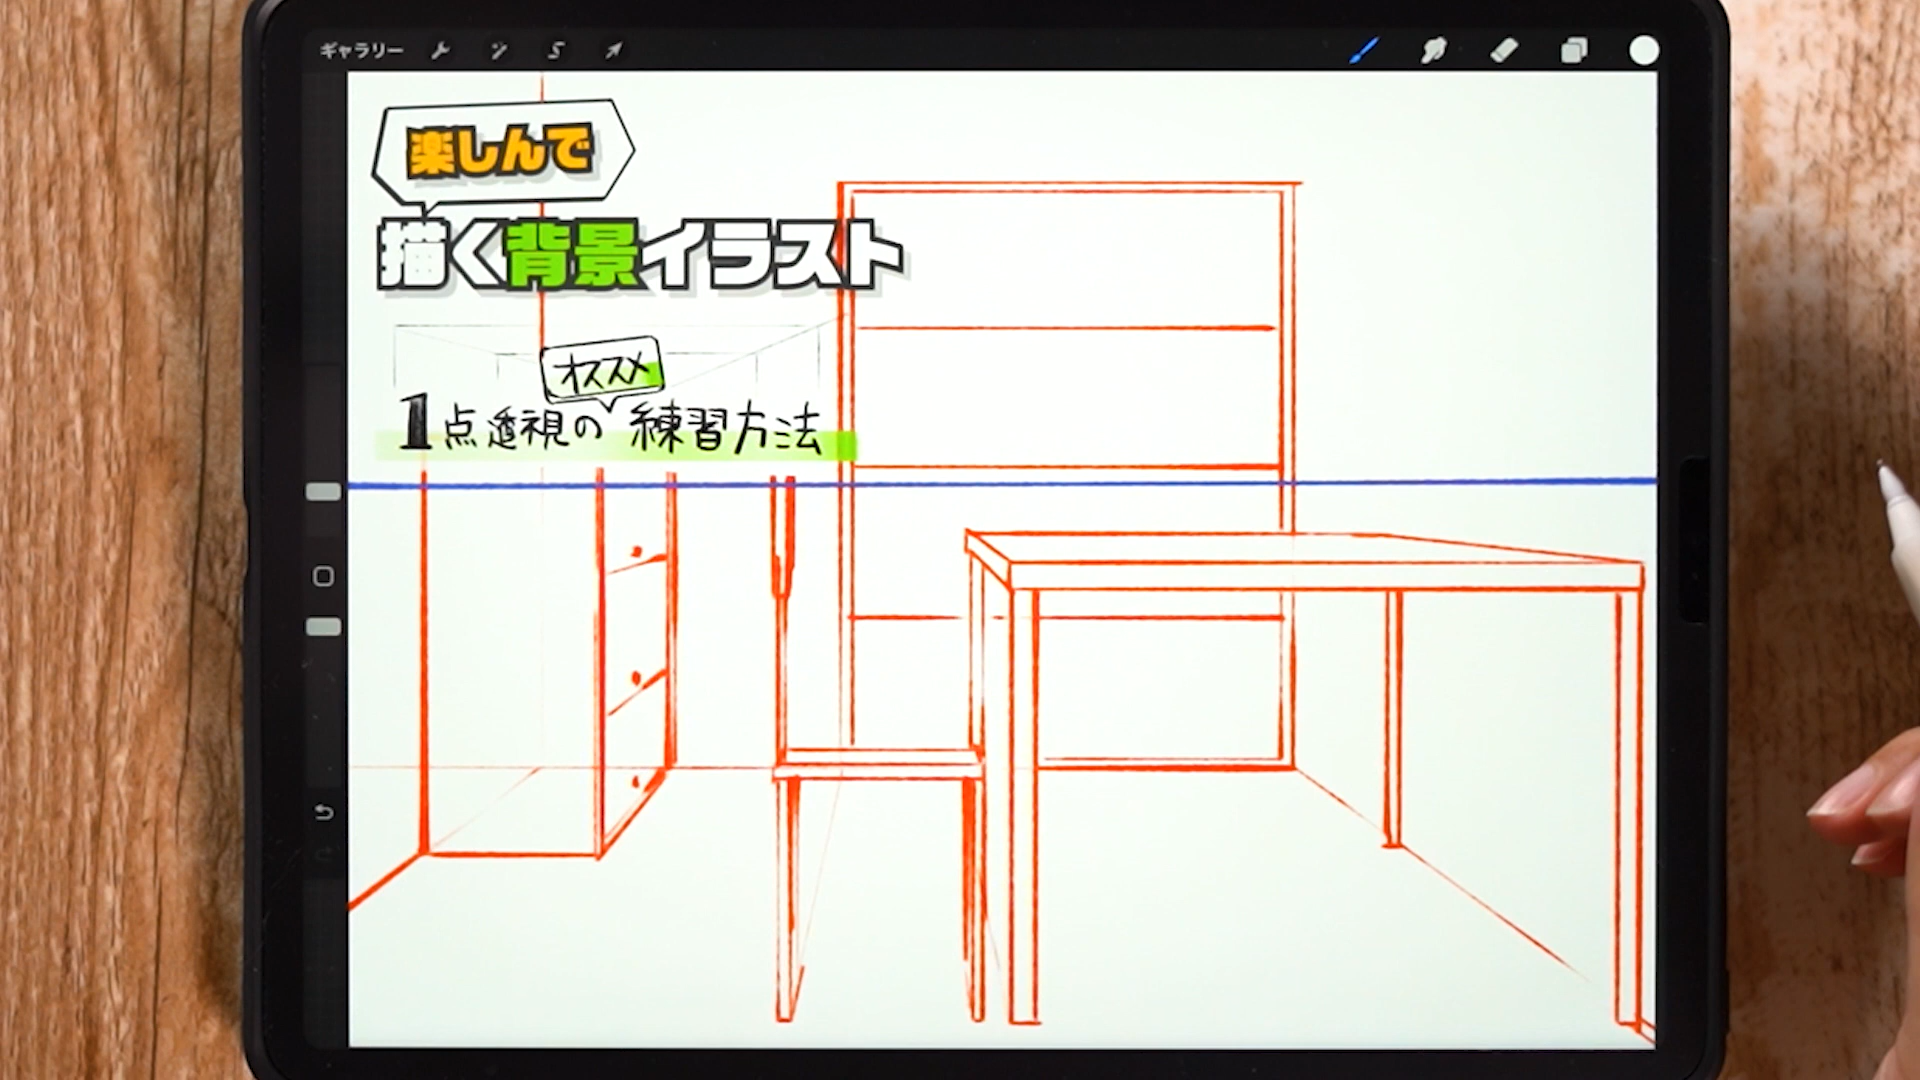 ギャラリー
楽しんで
描く背景イラスト
オススメ
1点透視の練習方法